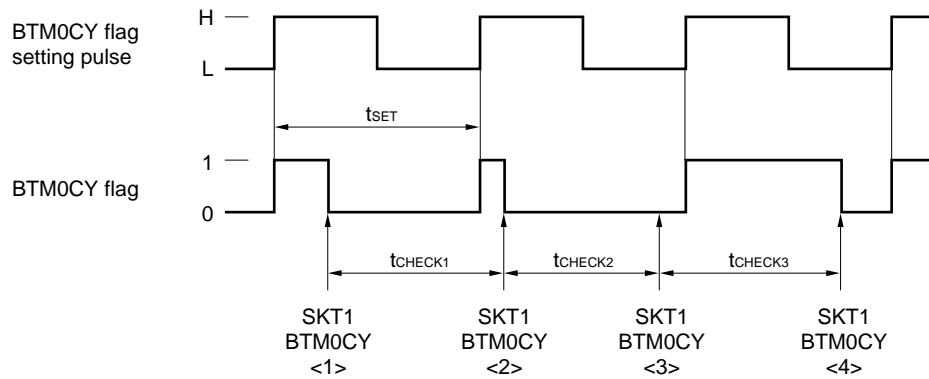 H
BTM0CY flag
setting pulse
L
tSET
1
BTM0CY flag
0
tCHECK1 tCHECK2 tCHECK3
SKT1 SKT1 SKT1 SKT1
BTM0CY BTM0CY BTM0CY BTM0CY
<1> <2> <3> <4>